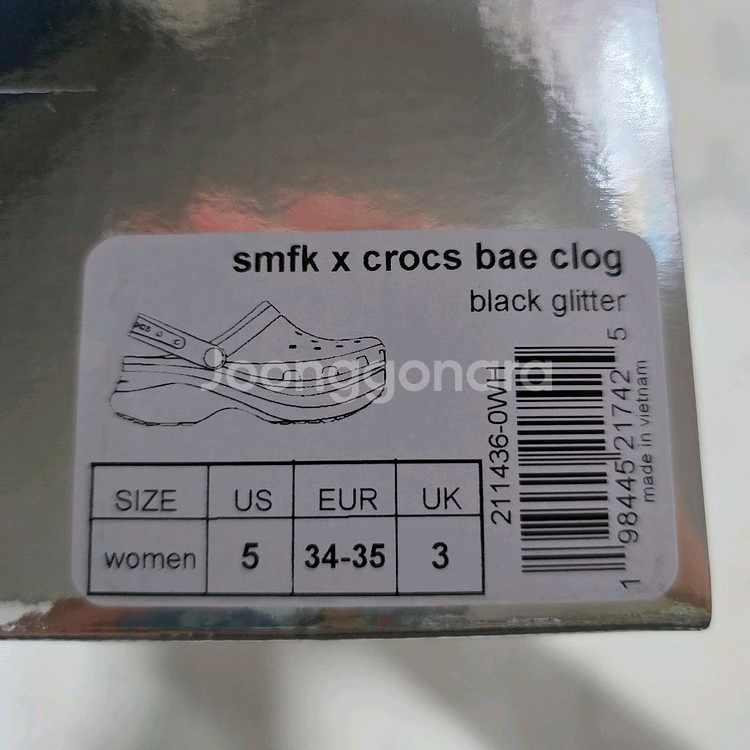 smfk x crocs bae clog
black glitter
Joonggonara
SIZE US EUR UK
women 5 34-35 3
211436-0WH
1 98445 21742 5
made in vietnam